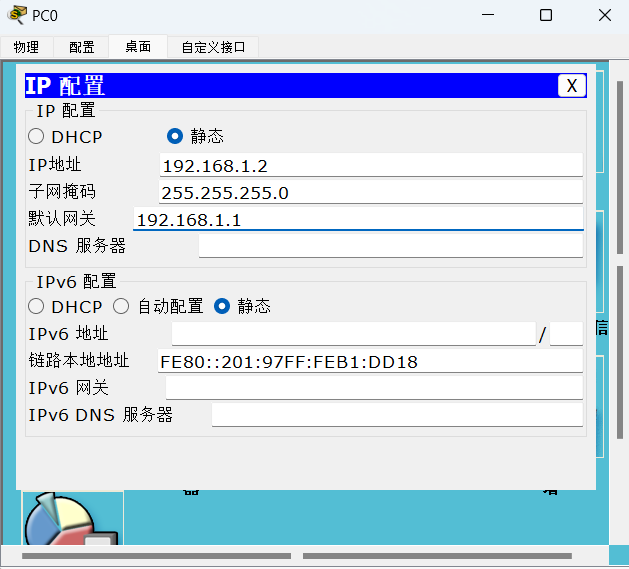 PC0
物理 配置 桌面 自定义接口
IP 配置 X
IP 配置
DHCP 静态
IP地址 192.168.1.2
子网掩码 255.255.255.0
默认网关 192.168.1.1
DNS 服务器
IPv6 配置
DHCP 自动配置 静态
IPv6 地址 /
信
链路本地地址 FE80::201:97FF:FEB1:DD18
IPv6 网关
IPv6 DNS 服务器